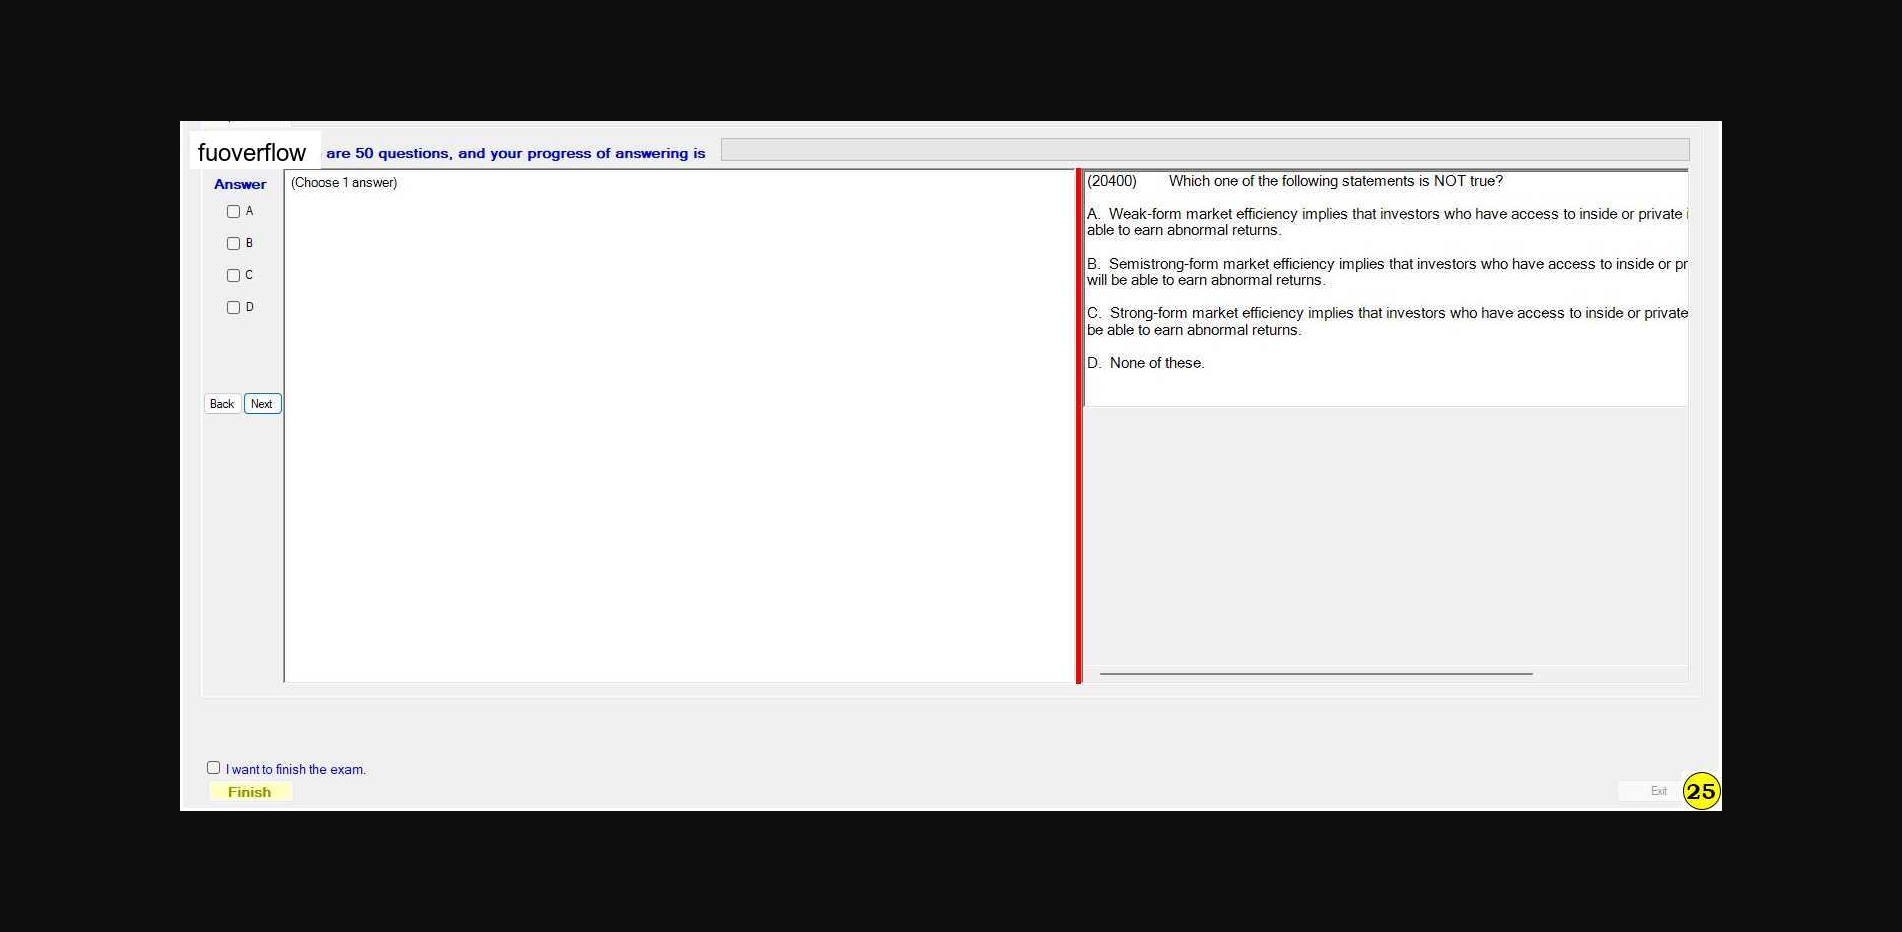 fuoverflow are 50 questions, and your progress of answering is
Answer
A
B
C
D
Back Next
(Choose 1 answer)
(20400) Which one of the following statements is NOT true?
A. Weak-form market efficiency implies that investors who have access to inside or private
able to earn abnormal returns.
B. Semistrong-form market efficiency implies that investors who have access to inside or pr
will be able to earn abnormal returns.
C. Strong-form market efficiency implies that investors who have access to inside or private
be able to earn abnormal returns.
D. None of these.
I want to finish the exam.
Finish
Exit
25